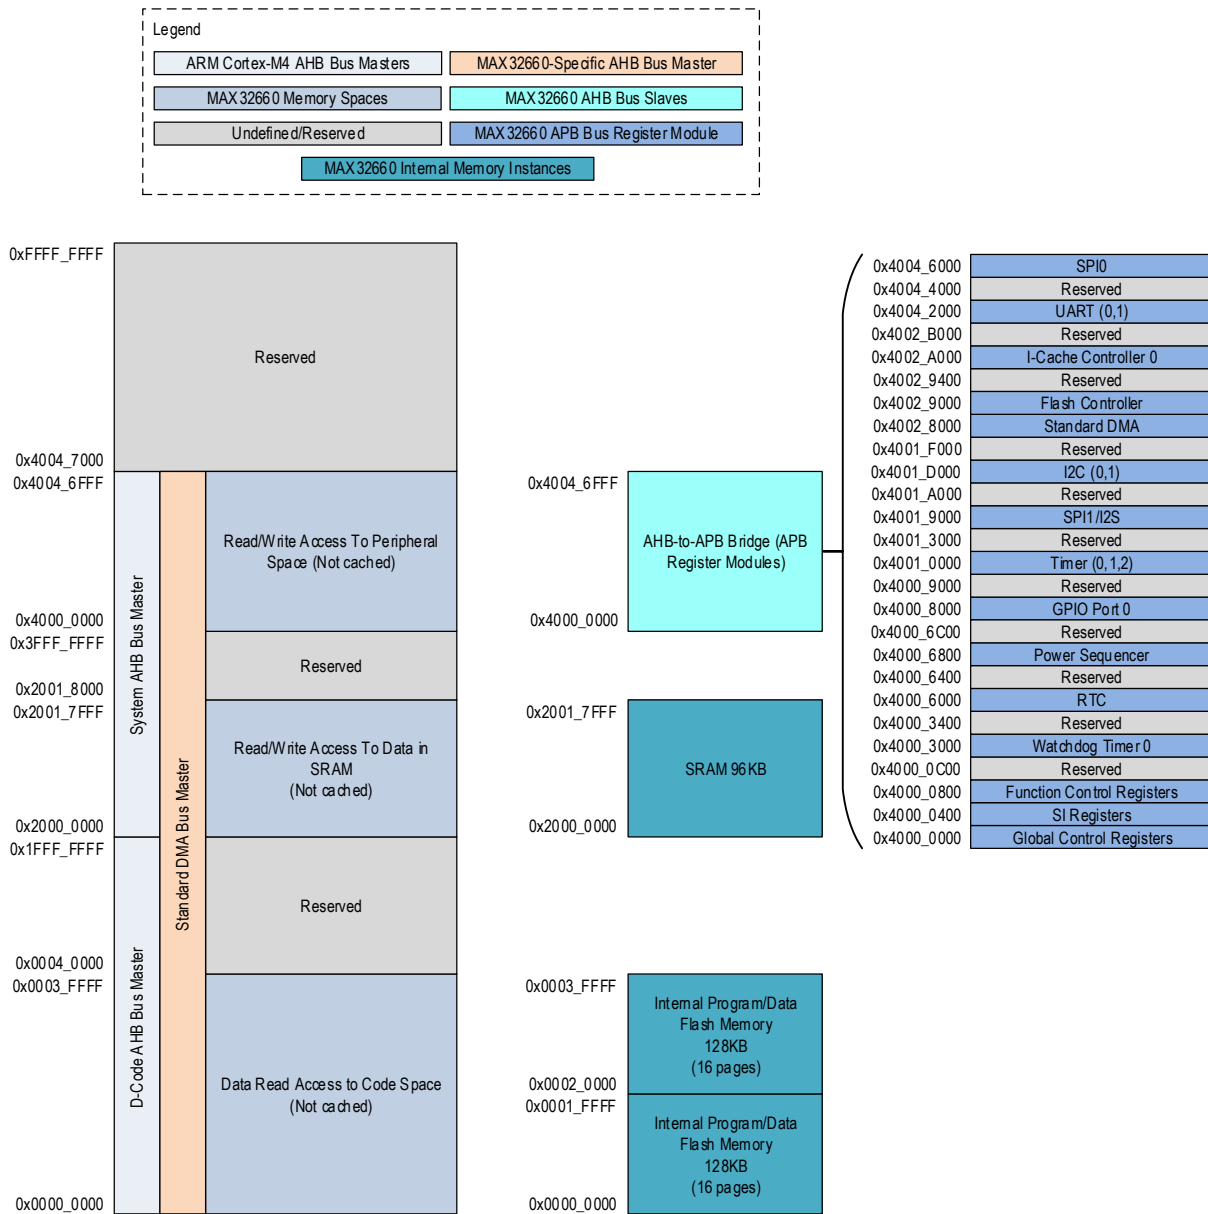 Legend
ARM Cortex-M4 AHB Bus Masters
MAX32660-Specific AHB Bus Master
MAX32660 Memory Spaces
MAX32660 AHB Bus Slaves
Undefined/Reserved
MAX32660 APB Bus Register Module
MAX32660 Internal Memory Instances
0xFFFF_FFFF
Reserved
0x4004_7000
0x4004_6FFF
Read/Write Access To Peripheral
Space (Not cached)
0x4000_0000
0x3FFF_FFFF
Reserved
0x2001_8000
0x2001_7FFF
Read/Write Access To Data in
SRAM
(Not cached)
0x2000_0000
0x1FFF_FFFF
Reserved
0x0004_0000
0x0003_FFFF
Data Read Access to Code Space
(Not cached)
0x0000_0000
System AHB Bus Master
D-Code AHB Bus Master
Standard DMA Bus Master
0x4004_6FFF
AHB-to-APB Bridge (APB
Register Modules)
0x4000_0000
0x2001_7FFF
SRAM 96KB
0x2000_0000
0x0003_FFFF
Internal Program/Data
Flash Memory
128KB
(16 pages)
0x0002_0000
0x0001_FFFF
Internal Program/Data
Flash Memory
128KB
(16 pages)
0x0000_0000
0x4004_6000 SPI0
0x4004_4000 Reserved
0x4004_2000 UART (0,1)
0x4002_B000 Reserved
0x4002_A000 I-Cache Controller 0
0x4002_9400 Reserved
0x4002_9000 Flash Controller
0x4002_8000 Standard DMA
0x4001_F000 Reserved
0x4001_D000 I2C (0,1)
0x4001_A000 Reserved
0x4001_9000 SPI1/I2S
0x4001_3000 Reserved
0x4001_0000 Timer (0,1,2)
0x4000_9000 Reserved
0x4000_8000 GPIO Port 0
0x4000_6C00 Reserved
0x4000_6800 Power Sequencer
0x4000_6400 Reserved
0x4000_6000 RTC
0x4000_3400 Reserved
0x4000_3000 Watchdog Timer 0
0x4000_0C00 Reserved
0x4000_0800 Function Control Registers
0x4000_0400 SI Registers
0x4000_0000 Global Control Registers